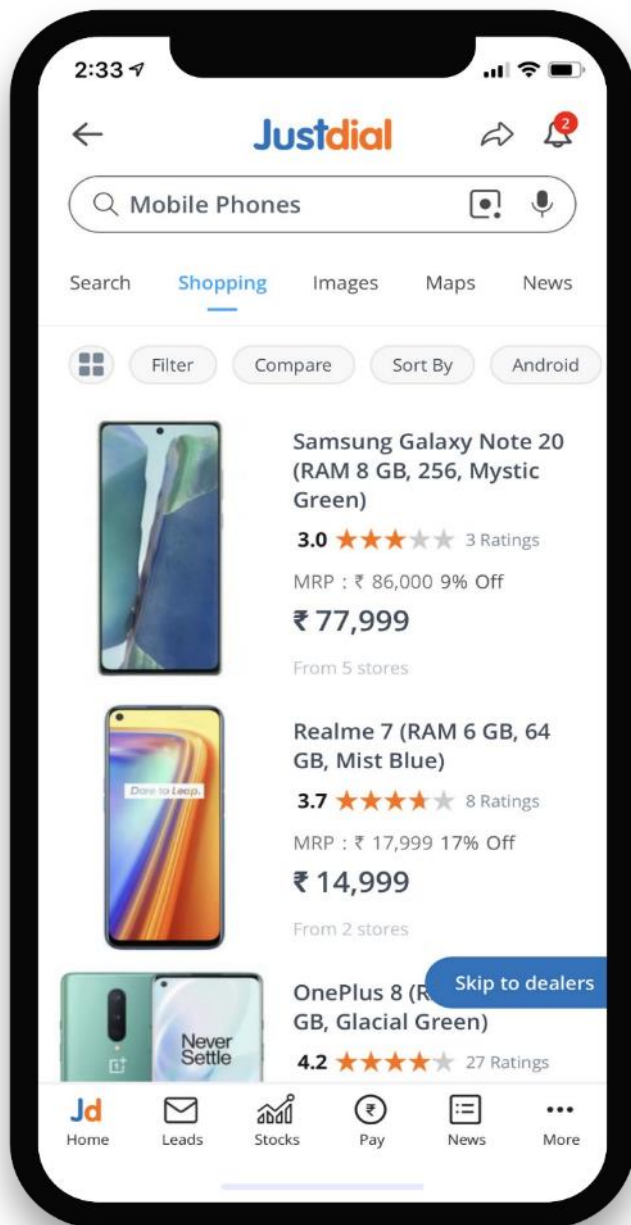 2:33
Justdial
2
Mobile Phones
Search Shopping Images Maps News
Filter Compare Sort By Android
Samsung Galaxy Note 20
(RAM 8 GB, 256, Mystic
Green)
3.0 3 Ratings
MRP : ₹ 86,000 9% Off
₹ 77,999
From 5 stores
Dare to Leap.
Realme 7 (RAM 6 GB, 64
GB, Mist Blue)
3.7 8 Ratings
MRP : ₹ 17,999 17% Off
₹ 14,999
From 2 stores
Never
Settle
OnePlus 8 (R
Skip to dealers
GB, Glacial Green)
4.2 27 Ratings
Jd
Home Leads Stocks Pay News More